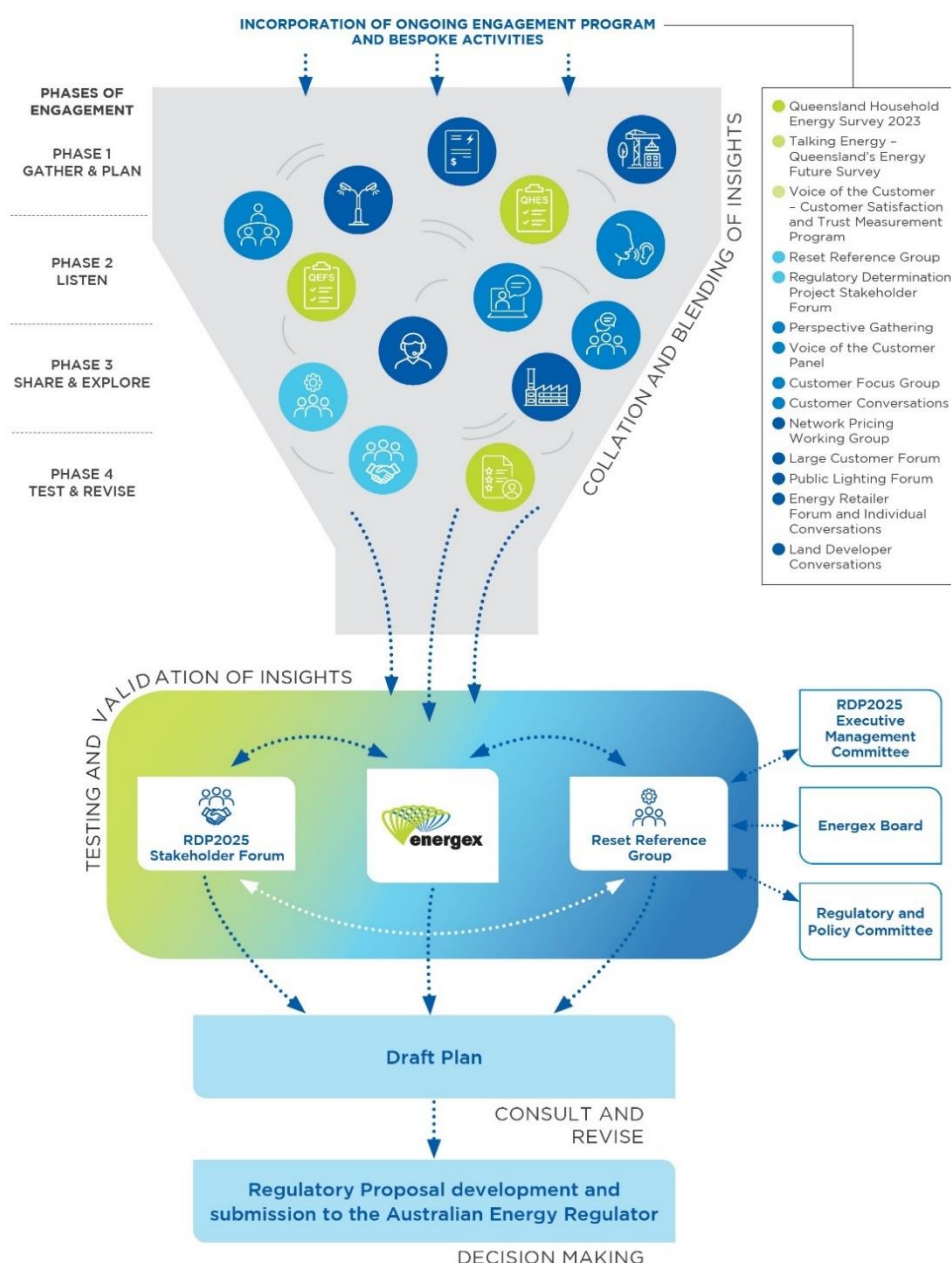 INCORPORATION OF ONGOING ENGAGEMENT PROGRAM
AND BESPOKE ACTIVITIES
PHASES OF
ENGAGEMENT
PHASE 1
GATHER & PLAN
PHASE 2
LISTEN
PHASE 3
SHARE & EXPLORE
PHASE 4
TEST & REVISE
$
QHES
QEFS
COLLATION AND BLENDING OF INSIGHTS
Queensland Household
Energy Survey 2023
Talking Energy –
Queensland's Energy
Future Survey
Voice of the Customer
– Customer Satisfaction
and Trust Measurement
Program
Reset Reference Group
Regulatory Determination
Project Stakeholder
Forum
Perspective Gathering
Voice of the Customer
Panel
Customer Focus Group
Customer Conversations
Network Pricing
Working Group
Large Customer Forum
Public Lighting Forum
Energy Retailer
Forum and Individual
Conversations
Land Developer
Conversations
TESTING AND VALIDATION OF INSIGHTS
RDP2025
Stakeholder Forum
energex
Reset Reference
Group
RDP2025
Executive
Management
Committee
Energex Board
Regulatory and
Policy Committee
Draft Plan
CONSULT AND
REVISE
Regulatory Proposal development and
submission to the Australian Energy Regulator
DECISION MAKING